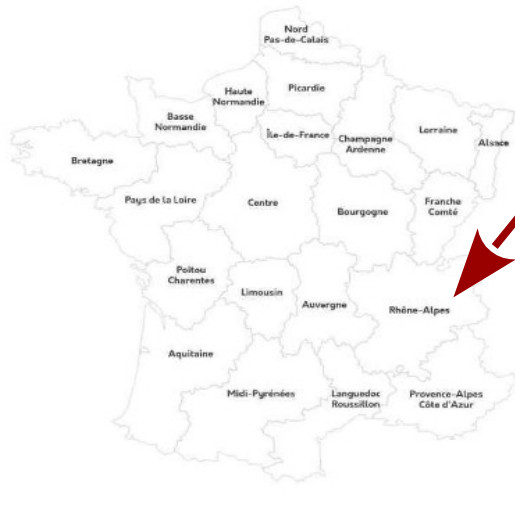 Nord
Pas-de-Calais
Haute
Normandie
Picardie
Basse
Normandie
Île-de-France
Champagne
Ardenne
Lorraine
Alsace
Bretagne
Pays de la Loire
Centre
Bourgogne
Franche
Comté
Poitou
Charentes
Limousin
Auvergne
Rhône-Alpes
Aquitaine
Midi-Pyrénées
Languedoc
Roussillon
Provence-Alpes
Côte d'Azur